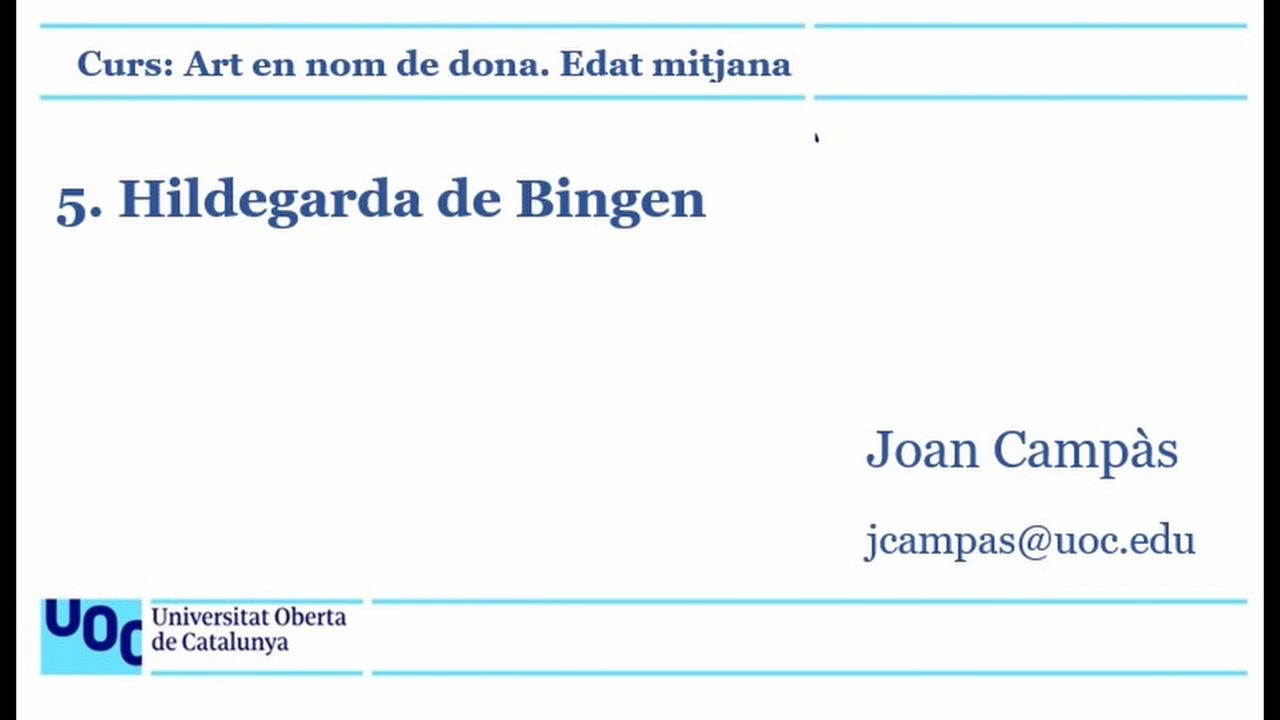 Curs: Art en nom de dona. Edat mitjana
5. Hildegarda de Bingen
Joan Campàs
jcampas@uoc.edu
UOC
Universitat Oberta
de Catalunya